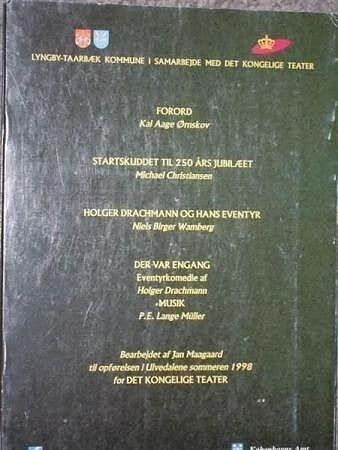 LYNGBY-TAARBÆK KOMMUNE I SAMARBEJDE MED DET KONGELIGE TEATER
FORORD
Kai Aage Ørnskov
STARTSKUDDET TIL 250 ÅRS JUBILÆET
Michael Christiansen
HOLGER DRACHMANN OG HANS EVENTYR
Niels Birger Wamberg
DER VAR ENGANG
Eventyrkomedie af
Holger Drachmann
MUSIK
P.E. Lange Müller
Bearbejdet af Jan Maagaard
til opførelsen i Ulvedalene sommeren 1998
for DET KONGELIGE TEATER
Københavns Amt